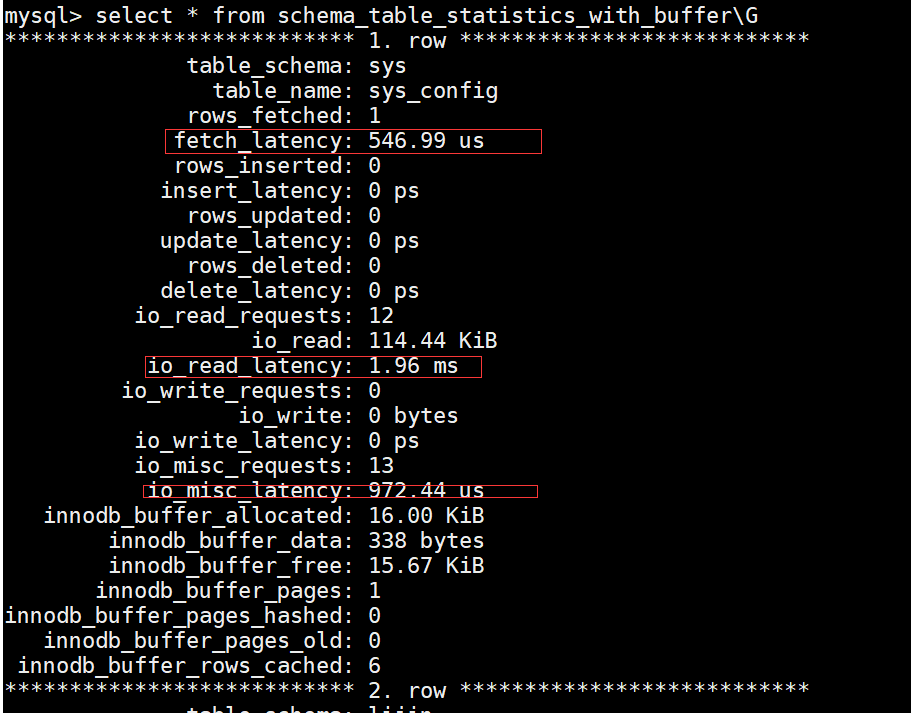 mysql> select * from schema_table_statistics_with_buffer\G
*************************** 1. row ***************************
table_schema: sys
table_name: sys_config
rows_fetched: 1
fetch_latency: 546.99 us
rows_inserted: 0
insert_latency: 0 ps
rows_updated: 0
update_latency: 0 ps
rows_deleted: 0
delete_latency: 0 ps
io_read_requests: 12
io_read: 114.44 KiB
io_read_latency: 1.96 ms
io_write_requests: 0
io_write: 0 bytes
io_write_latency: 0 ps
io_misc_requests: 13
io_misc_latency: 972.44 us
innodb_buffer_allocated: 16.00 KiB
innodb_buffer_data: 338 bytes
innodb_buffer_free: 15.67 KiB
innodb_buffer_pages: 1
innodb_buffer_pages_hashed: 0
innodb_buffer_pages_old: 0
innodb_buffer_rows_cached: 6
*************************** 2. row ***************************
table_schema: